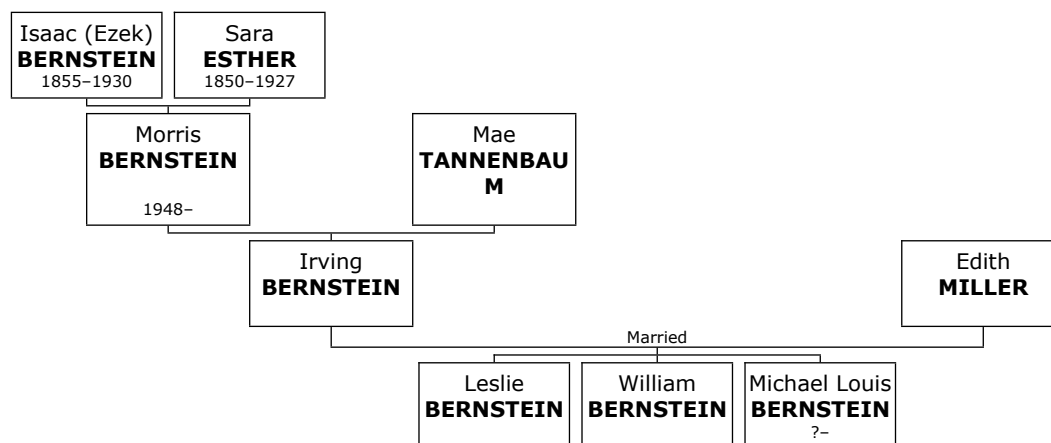 Isaac (Ezek)
BERNSTEIN
1855–1930
Sara
ESTHER
1850–1927
Morris
BERNSTEIN
1948–
Mae
TANNENBAU
M
Irving
BERNSTEIN
Edith
MILLER
Married
Leslie
BERNSTEIN
William
BERNSTEIN
Michael Louis
BERNSTEIN
?–